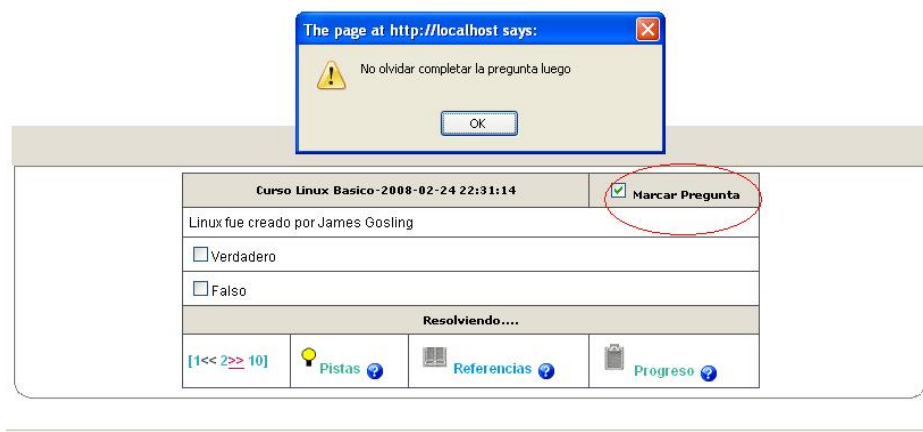 The page at http://localhost says:
No olvidar completar la pregunta luego
OK
Curso Linux Basico-2008-02-24 22:31:14
Marcar Pregunta
Linux fue creado por James Gosling
Verdadero
Falso
Resolviendo....
[1<< 2>> 10] Pistas ? Referencias ? Progreso ?